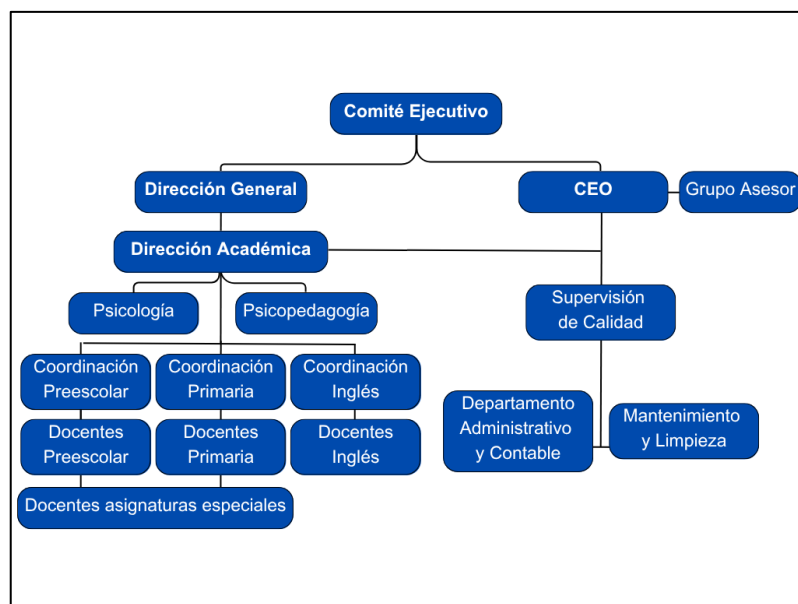 Comité Ejecutivo
Dirección General
CEO
Grupo Asesor
Dirección Académica
Psicología
Psicopedagogía
Supervisión
de Calidad
Coordinación
Preescolar
Coordinación
Primaria
Coordinación
Inglés
Docentes
Preescolar
Docentes
Primaria
Docentes
Inglés
Departamento
Administrativo
y Contable
Mantenimiento
y Limpieza
Docentes asignaturas especiales